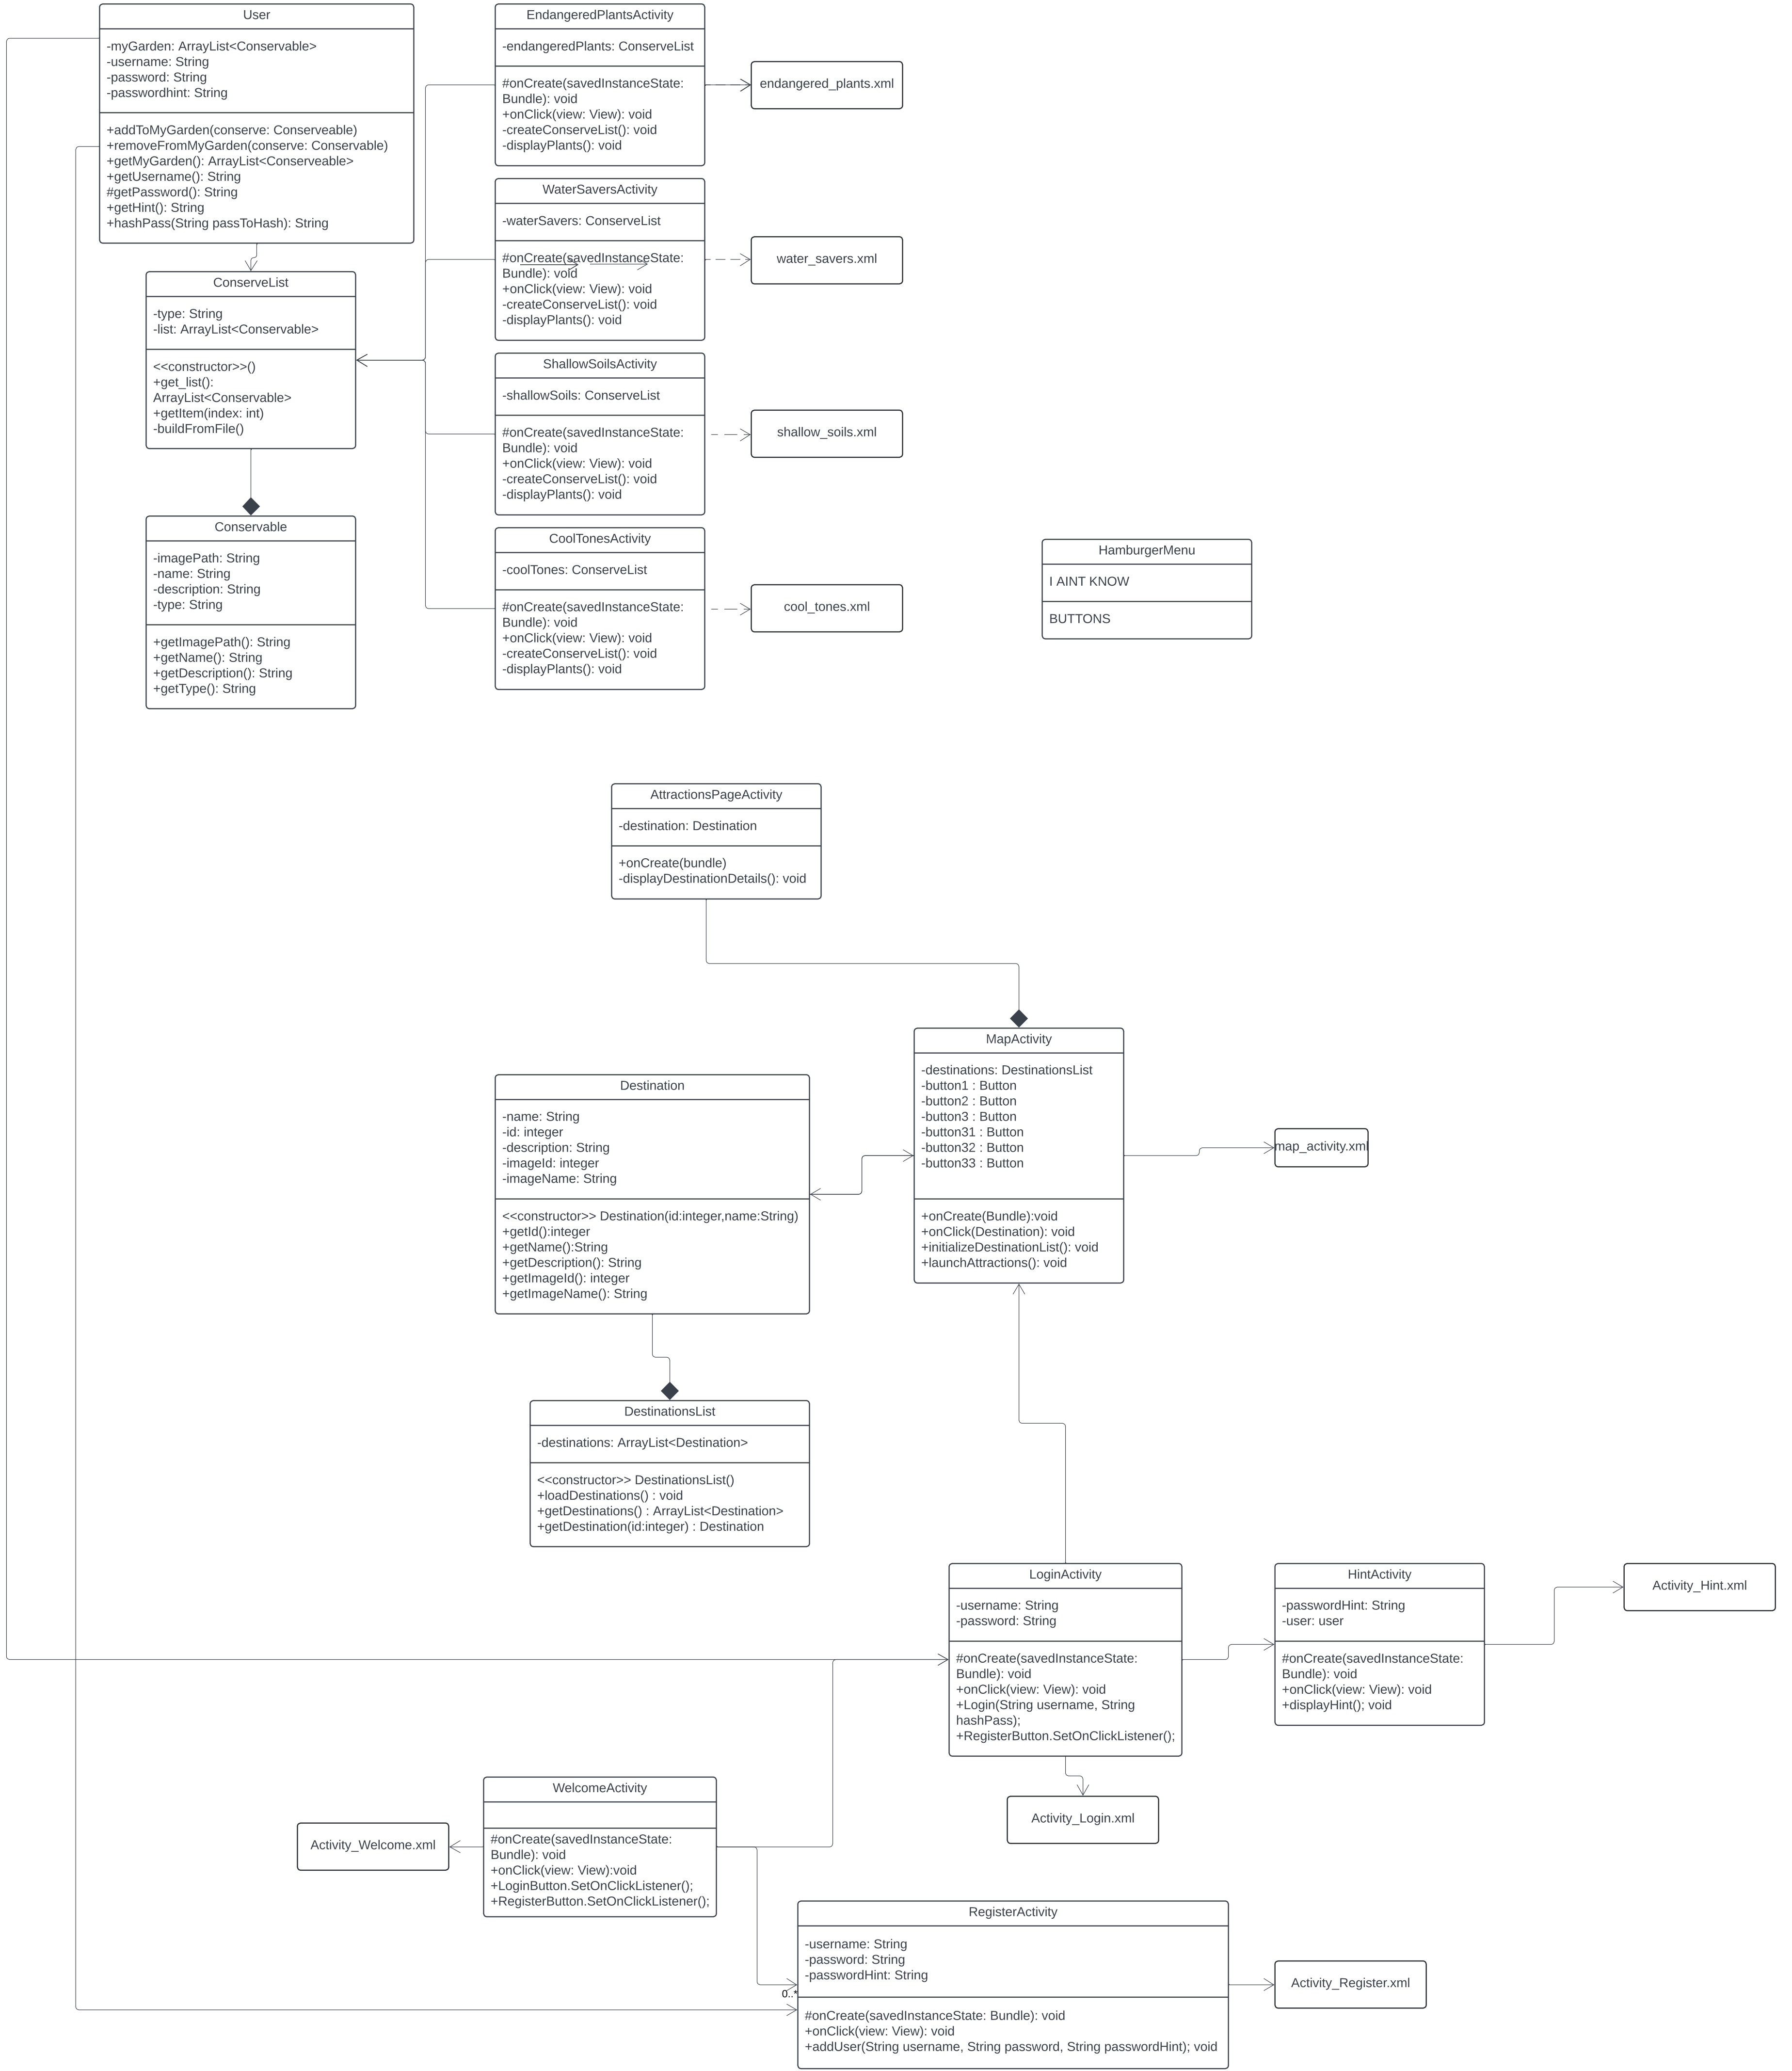 User
-myGarden: ArrayList<Conservable>
-username: String
-password: String
-passwordhint: String
+addToMyGarden(conserve: Conserveable)
+removeFromMyGarden(conserve: Conservable)
+getMyGarden(): ArrayList<Conserveable>
+getUsername(): String
#getPassword(): String
+getHint(): String
+hashPass(String passToHash): String
ConserveList
-type: String
-list: ArrayList<Conservable>
<<constructor>>()
+get_list():
ArrayList<Conservable>
+getItem(index: int)
-buildFromFile()
Conservable
-imagePath: String
-name: String
-description: String
-type: String
+getImagePath(): String
+getName(): String
+getDescription(): String
+getType(): String
EndangeredPlantsActivity
-endangeredPlants: ConserveList
#onCreate(savedInstanceState:
Bundle): void
+onClick(view: View): void
-createConserveList(): void
-displayPlants(): void
endangered_plants.xml
WaterSaversActivity
-waterSavers: ConserveList
#onCreate(savedInstanceState:
Bundle): void
+onClick(view: View): void
-createConserveList(): void
-displayPlants(): void
water_savers.xml
ShallowSoilsActivity
-shallowSoils: ConserveList
#onCreate(savedInstanceState:
Bundle): void
+onClick(view: View): void
-createConserveList(): void
-displayPlants(): void
shallow_soils.xml
CoolTonesActivity
-coolTones: ConserveList
#onCreate(savedInstanceState:
Bundle): void
+onClick(view: View): void
-createConserveList(): void
-displayPlants(): void
cool_tones.xml
HamburgerMenu
I AINT KNOW
BUTTONS
AttractionsPageActivity
-destination: Destination
+onCreate(bundle)
-displayDestinationDetails(): void
MapActivity
-destinations: DestinationsList
-button1 : Button
-button2 : Button
-button3 : Button
-button31 : Button
-button32 : Button
-button33 : Button
+onCreate(Bundle):void
+onClick(Destination): void
+initializeDestinationList(): void
+launchAttractions(): void
map_activity.xml
Destination
-name: String
-id: integer
-description: String
-imageId: integer
-imageName: String
<<constructor>> Destination(id:integer,name:String)
+getId():integer
+getName():String
+getDescription(): String
+getImageId(): integer
+getImageName(): String
DestinationsList
-destinations: ArrayList<Destination>
<<constructor>> DestinationsList()
+loadDestinations() : void
+getDestinations() : ArrayList<Destination>
+getDestination(id:integer) : Destination
LoginActivity
-username: String
-password: String
#onCreate(savedInstanceState:
Bundle): void
+onClick(view: View): void
+Login(String username, String
hashPass);
+RegisterButton.SetOnClickListener();
HintActivity
-passwordHint: String
-user: user
#onCreate(savedInstanceState:
Bundle): void
+onClick(view: View): void
+displayHint(); void
Activity_Hint.xml
Activity_Login.xml
WelcomeActivity
#onCreate(savedInstanceState:
Bundle): void
+onClick(view: View):void
+LoginButton.SetOnClickListener();
+RegisterButton.SetOnClickListener();
Activity_Welcome.xml
RegisterActivity
-username: String
-password: String
-passwordHint: String
#onCreate(savedInstanceState: Bundle): void
+onClick(view: View): void
+addUser(String username, String password, String passwordHint); void
0..*
Activity_Register.xml